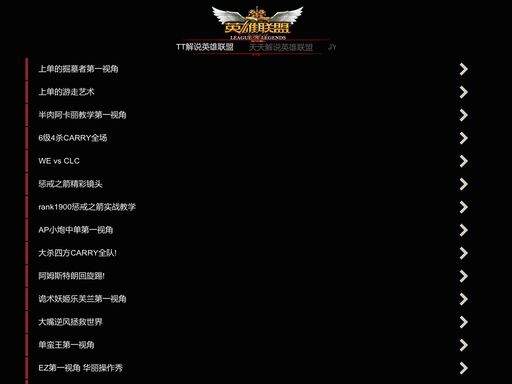 英雄联盟
LEAGUE OF LEGENDS
TT解说英雄联盟 天天解说英雄联盟 JY
上单的掘墓者第一视角
上单的游走艺术
半肉阿卡丽教学第一视角
6级4杀CARRY全场
WE vs CLC
惩戒之箭精彩镜头
rank1900惩戒之箭实战教学
AP小炮中单第一视角
大杀四方CARRY全队!
阿姆斯特朗回旋踢!
诡术妖姬乐芙兰第一视角
大嘴逆风拯救世界
单蛮王第一视角
EZ第一视角 华丽操作秀